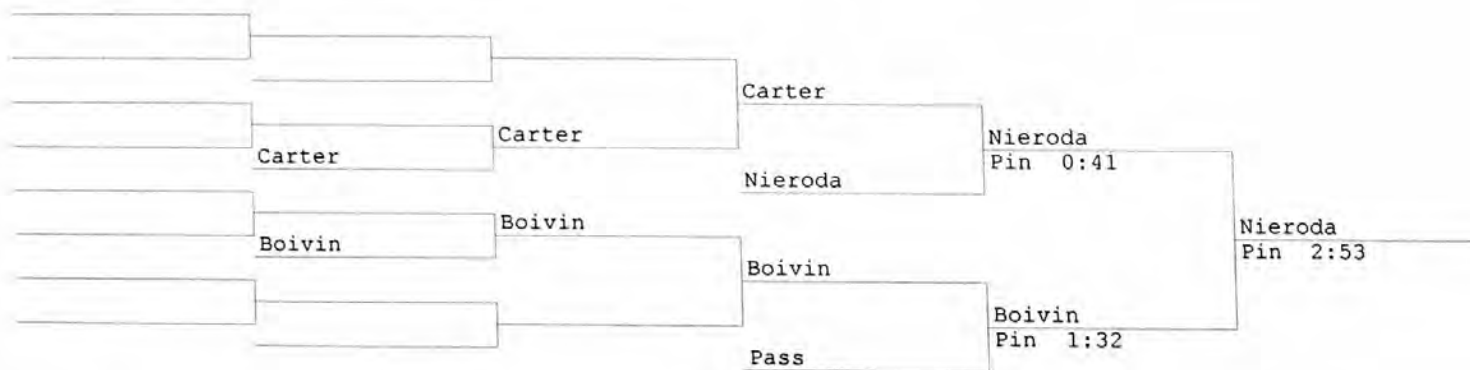 Carter
Carter
Carter
Nieroda
Nieroda
Pin 0:41
Boivin
Boivin
Boivin
Pass
Boivin
Pin 1:32
Nieroda
Pin 2:53